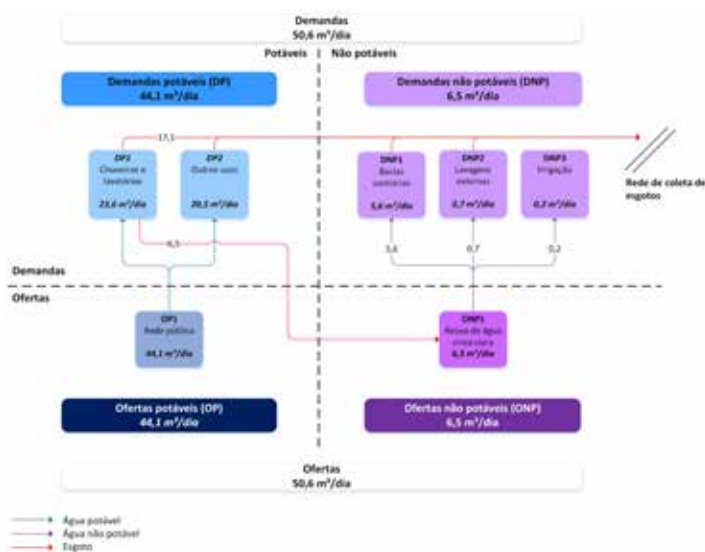 Demandas
50,6 m³/dia
Potáveis
Não potáveis
Demandas potáveis (DP)
44,1 m³/dia
Demandas não potáveis (DNP)
6,5 m³/dia
17,1
DP1
Chuveiros e
lavatórios
23,6 m³/dia
DP2
Outros usos
20,5 m³/dia
DNP1
Bacias
sanitárias
5,6 m³/dia
DNP2
Lavagens
externas
0,7 m³/dia
DNP3
Irrigação
0,2 m³/dia
Rede de coleta de
esgotos
6,5
5,6
0,7
0,2
Demandas
Ofertas
OP1
Rede pública
44,1 m³/dia
DNP1
Reuso de água
cinza clara
6,5 m³/dia
Ofertas potáveis (OP)
44,1 m³/dia
Ofertas não potáveis (ONP)
6,5 m³/dia
Ofertas
50,6 m³/dia
Água potável
Água não potável
Esgoto